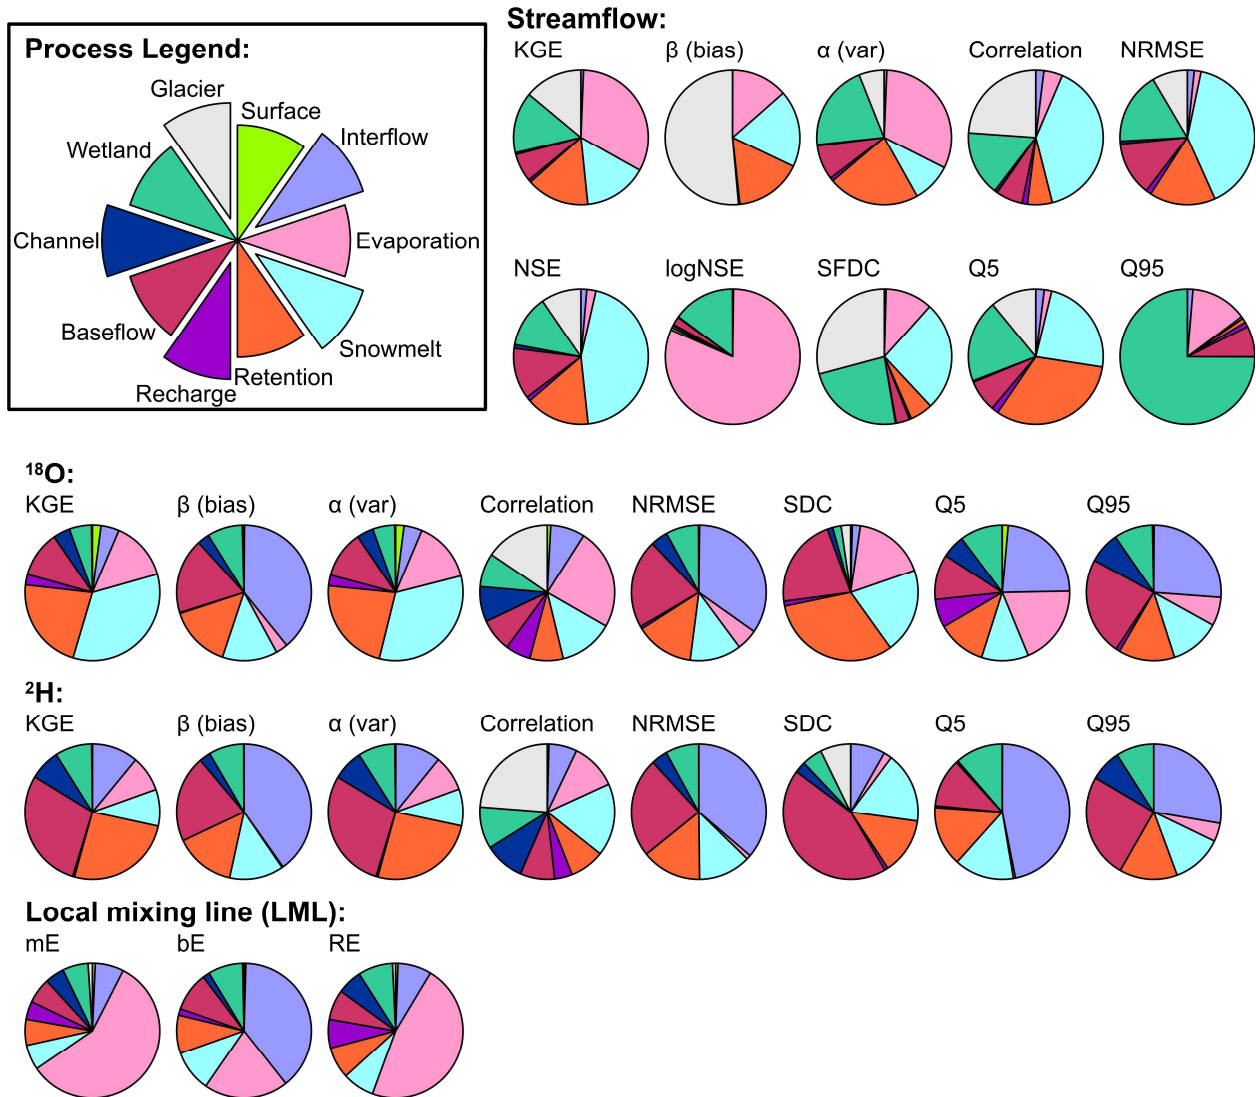 Process Legend:
Glacier
Surface
Interflow
Wetland
Channel
Evaporation
Baseflow
Snowmelt
Retention
Recharge
Streamflow:
KGE β (bias) α (var) Correlation NRMSE
NSE logNSE SFDC Q5 Q95
¹⁸O:
KGE β (bias) α (var) Correlation NRMSE SDC Q5 Q95
²H:
KGE β (bias) α (var) Correlation NRMSE SDC Q5 Q95
Local mixing line (LML):
mE bE RE